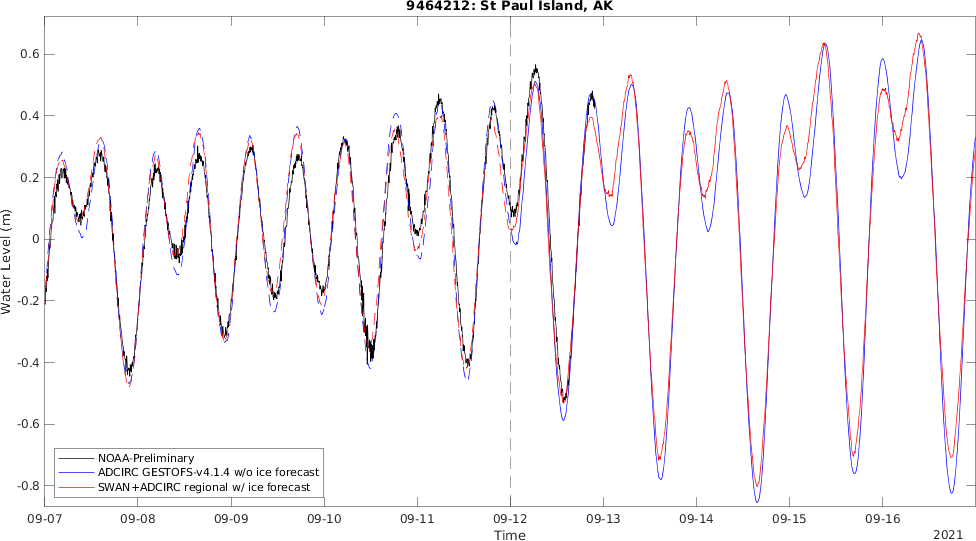 9464212: St Paul Island, AK
Water Level (m)
0.6
0.4
0.2
0
-0.2
-0.4
-0.6
-0.8
NOAA-Preliminary
ADCIRC GESTOFS-v4.1.4 w/o ice forecast
SWAN+ADCIRC regional w/ ice forecast
09-07 09-08 09-09 09-10 09-11 09-12 09-13 09-14 09-15 09-16
Time
2021